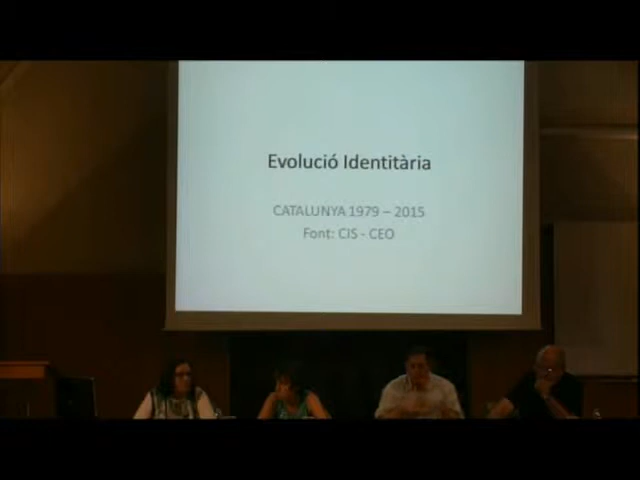 Evolució Identitària
CATALUNYA 1979 – 2015
Font: CIS - CEO